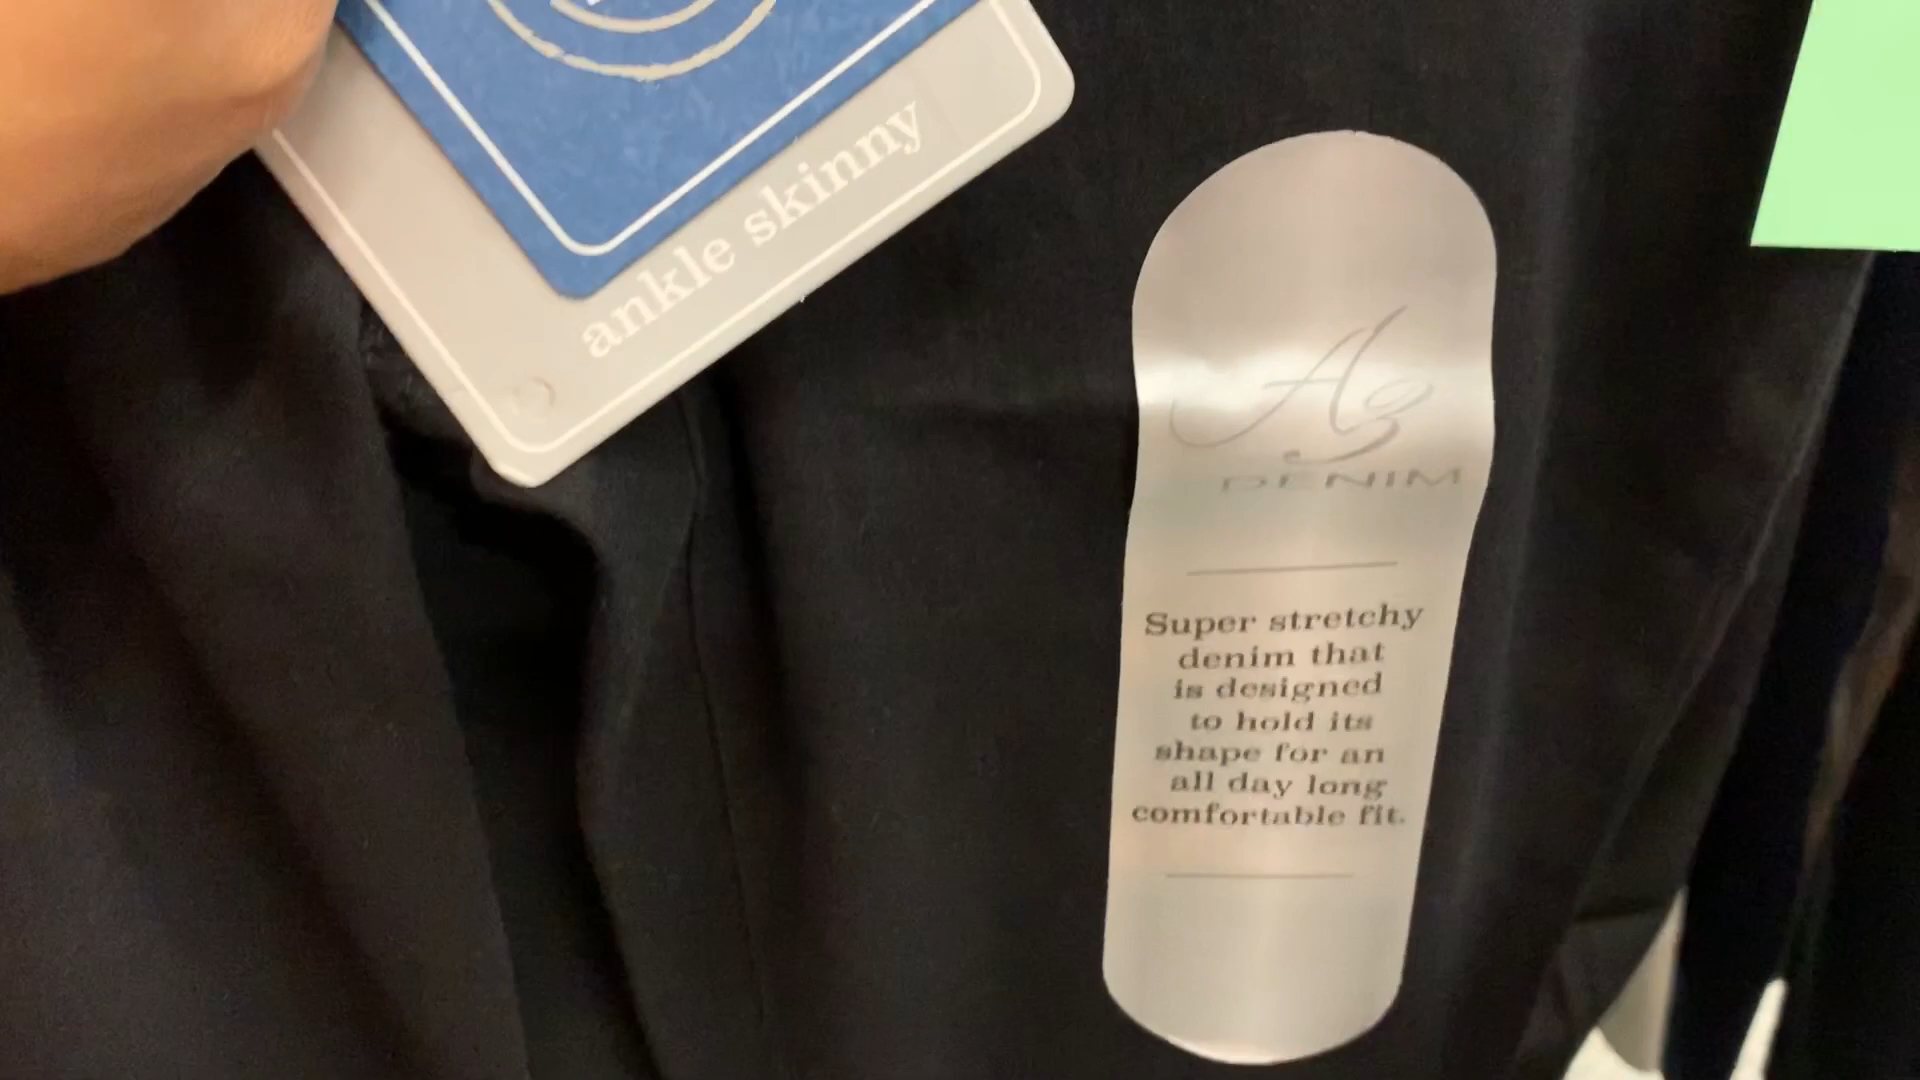 ankle skinny
A3
DENIM
Super stretchy
denim that
is designed
to hold its
shape for an
all day long
comfortable fit.